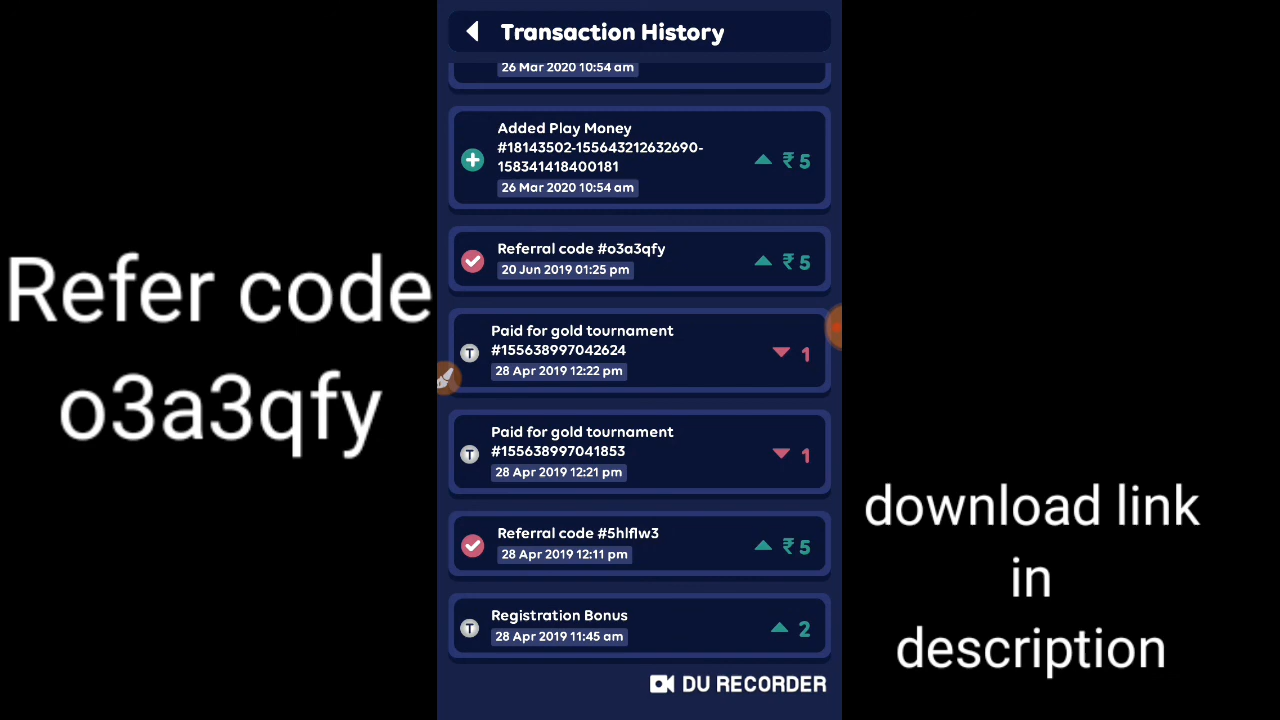 Transaction History
26 Mar 2020 10:54 am
Added Play Money
#18143502-155643212632690-
158341418400181
26 Mar 2020 10:54 am
₹ 5
Referral code #o3a3qfy
20 Jun 2019 01:25 pm
₹ 5
Paid for gold tournament
#155638997042624
28 Apr 2019 12:22 pm
T
1
Paid for gold tournament
#155638997041853
28 Apr 2019 12:21 pm
T
1
Referral code #5hlflw3
28 Apr 2019 12:11 pm
₹ 5
Registration Bonus
28 Apr 2019 11:45 am
T
2
DU RECORDER
Refer code
o3a3qfy
download link
in
description